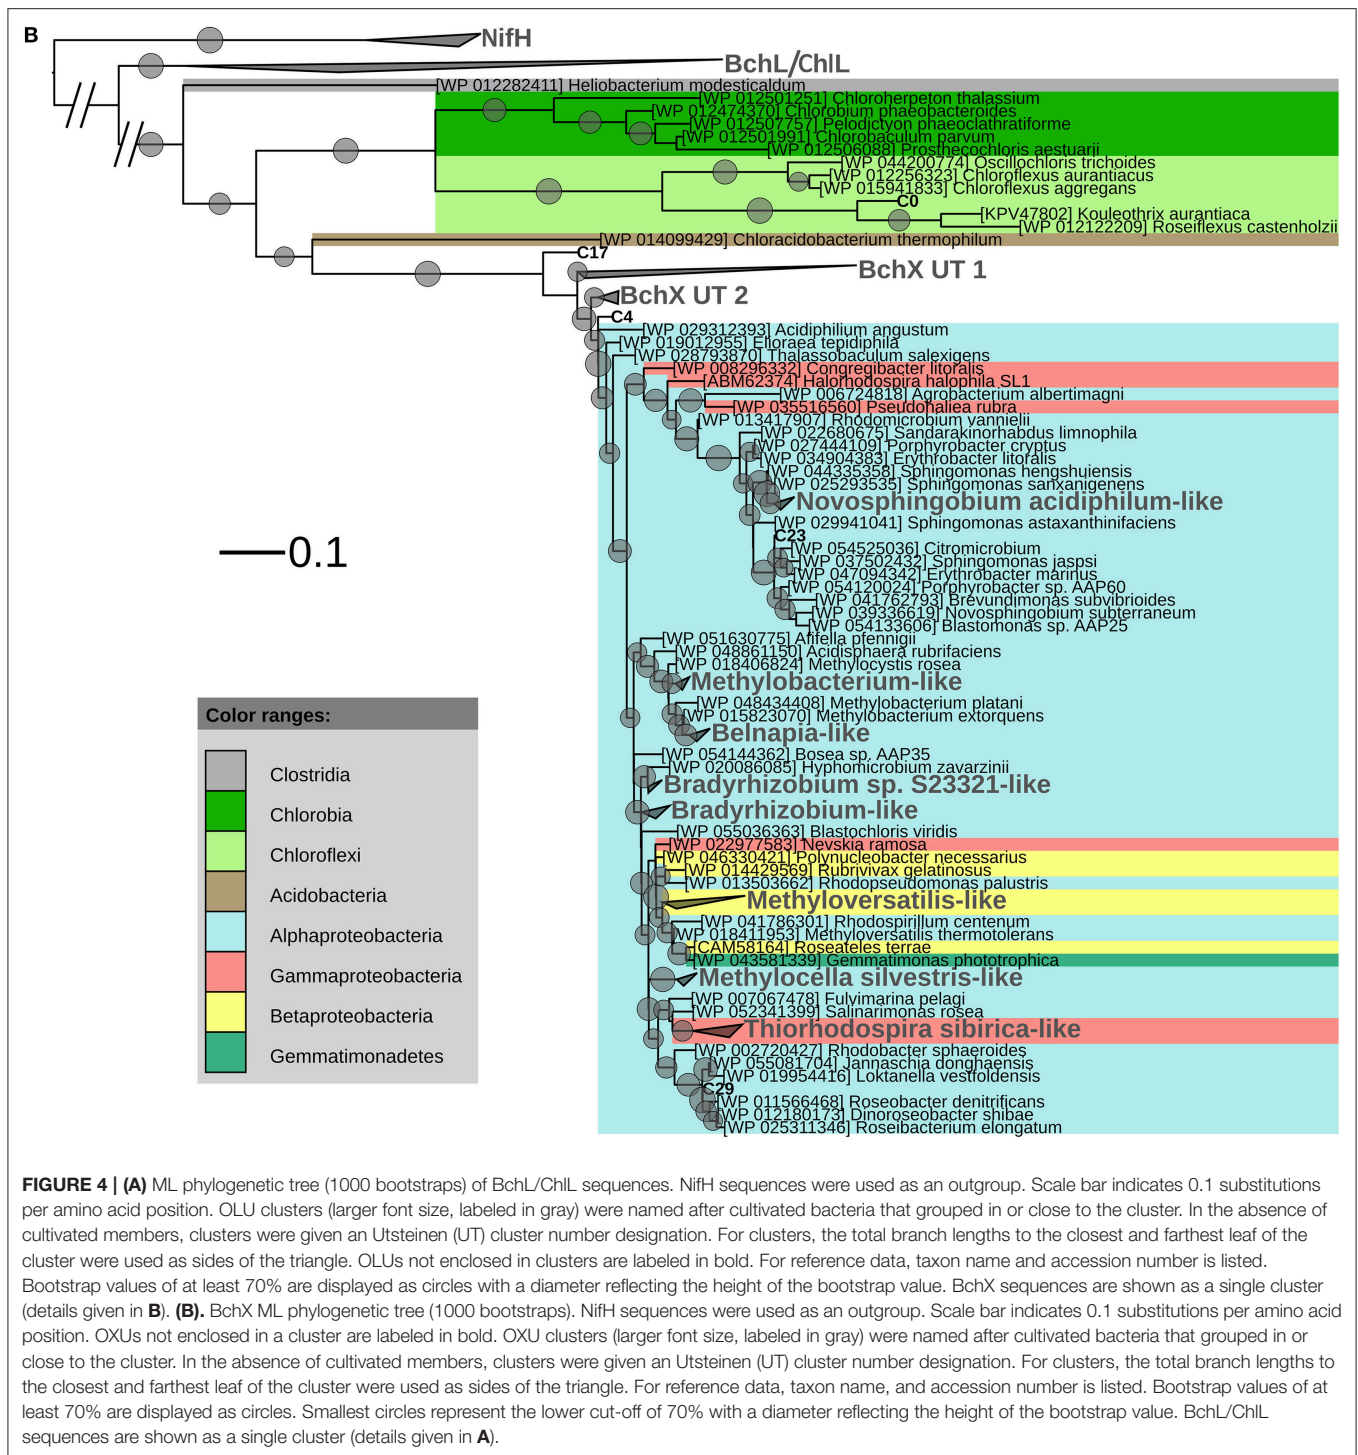 B
NifH
BchL/ChlL
[WP 012282411] Heliobacterium modesticaldum
[WP 012501251] Chloroherpeton thalassium
[WP 012474370] Chlorobium phaeobacteroides
[WP 012507757] Pelodictyon phaeoclathratiforme
[WP 012501991] Chlorobaculum parvum
[WP 012506088] Prosthecochloris aestuarii
[WP 044200774] Oscillochloris trichoides
[WP 012256323] Chloroflexus aurantiacus
[WP 015941833] Chloroflexus aggregans
C0
[KPV47802] Kouleothrix aurantiaca
[WP 012122209] Roseiflexus castenholzii
[WP 014099429] Chloracidobacterium thermophilum
C17
BchX UT 1
BchX UT 2
C4
[WP 029312393] Acidiphilium angustum
[WP 019012955] Elioraea tepidiphila
[WP 028793870] Thalassobaculum salexigens
[WP 008296332] Congregibacter litoralis
[ABM62374] Halorhodospira halophila SL1
[WP 006724818] Agrobacterium albertimagni
[WP 035516560] Pseudohaliea rubra
[WP 013417907] Rhodomicrobium vannielii
[WP 022680675] Sandarakinorhabdus limnophila
[WP 027444109] Porphyrobacter cryptus
[WP 034904383] Erythrobacter litoralis
[WP 044335358] Sphingomonas hengshuiensis
[WP 025293535] Sphingomonas sanxanigenens
Novosphingobium acidiphilum-like
[WP 029941041] Sphingomonas astaxanthinifaciens
C23
[WP 054525036] Citromicrobium
[WP 037502432] Sphingomonas jaspsi
[WP 047094342] Erythrobacter marinus
[WP 054120024] Porphyrobacter sp. AAP60
[WP 041762793] Brevundimonas subvibrioides
[WP 039336619] Novosphingobium subterraneum
[WP 054133606] Blastomonas sp. AAP25
0.1
[WP 051630775] Afifella pfennigii
[WP 048861150] Acidisphaera rubrifaciens
[WP 018406824] Methylocystis rosea
Methylobacterium-like
[WP 048434408] Methylobacterium platani
[WP 015823070] Methylobacterium extorquens
Belnapia-like
[WP 054144362] Bosea sp. AAP35
[WP 020086085] Hyphomicrobium zavarzinii
Bradyrhizobium sp. S23321-like
Bradyrhizobium-like
[WP 055036363] Blastochloris viridis
[WP 022977583] Nevskia ramosa
[WP 046330421] Polynucleobacter necessarius
[WP 014429569] Rubrivivax gelatinosus
[WP 013503662] Rhodopseudomonas palustris
Methyloversatilis-like
[WP 041786301] Rhodospirillum centenum
[WP 018411953] Methyloversatilis thermotolerans
[CAM58164] Roseateles terrae
[WP 043581339] Gemmatimonas phototrophica
Methylocella silvestris-like
[WP 007067478] Fulvimarina pelagi
[WP 052341399] Salinarimonas rosea
Thiorhodospira sibirica-like
[WP 002720427] Rhodobacter sphaeroides
[WP 055081704] Jannaschia donghaensis
[WP 019954416] Loktanella vestfoldensis
C29
[WP 011566468] Roseobacter denitrificans
[WP 012180173] Dinoroseobacter shibae
[WP 025311346] Roseibacterium elongatum
Color ranges:
Clostridia
Chlorobia
Chloroflexi
Acidobacteria
Alphaproteobacteria
Gammaproteobacteria
Betaproteobacteria
Gemmatimonadetes
FIGURE 4 | (A) ML phylogenetic tree (1000 bootstraps) of BchL/ChlL sequences. NifH sequences were used as an outgroup. Scale bar indicates 0.1 substitutions
per amino acid position. OLU clusters (larger font size, labeled in gray) were named after cultivated bacteria that grouped in or close to the cluster. In the absence of
cultivated members, clusters were given an Utsteinen (UT) cluster number designation. For clusters, the total branch lengths to the closest and farthest leaf of the
cluster were used as sides of the triangle. OLUs not enclosed in clusters are labeled in bold. For reference data, taxon name and accession number is listed.
Bootstrap values of at least 70% are displayed as circles with a diameter reflecting the height of the bootstrap value. BchX sequences are shown as a single cluster
(details given in B). (B). BchX ML phylogenetic tree (1000 bootstraps). NifH sequences were used as an outgroup. Scale bar indicates 0.1 substitutions per amino acid
position. OXUs not enclosed in a cluster are labeled in bold. OXU clusters (larger font size, labeled in gray) were named after cultivated bacteria that grouped in or
close to the cluster. In the absence of cultivated members, clusters were given an Utsteinen (UT) cluster number designation. For clusters, the total branch lengths to
the closest and farthest leaf of the cluster were used as sides of the triangle. For reference data, taxon name, and accession number is listed. Bootstrap values of at
least 70% are displayed as circles. Smallest circles represent the lower cut-off of 70% with a diameter reflecting the height of the bootstrap value. BchL/ChlL
sequences are shown as a single cluster (details given in A).